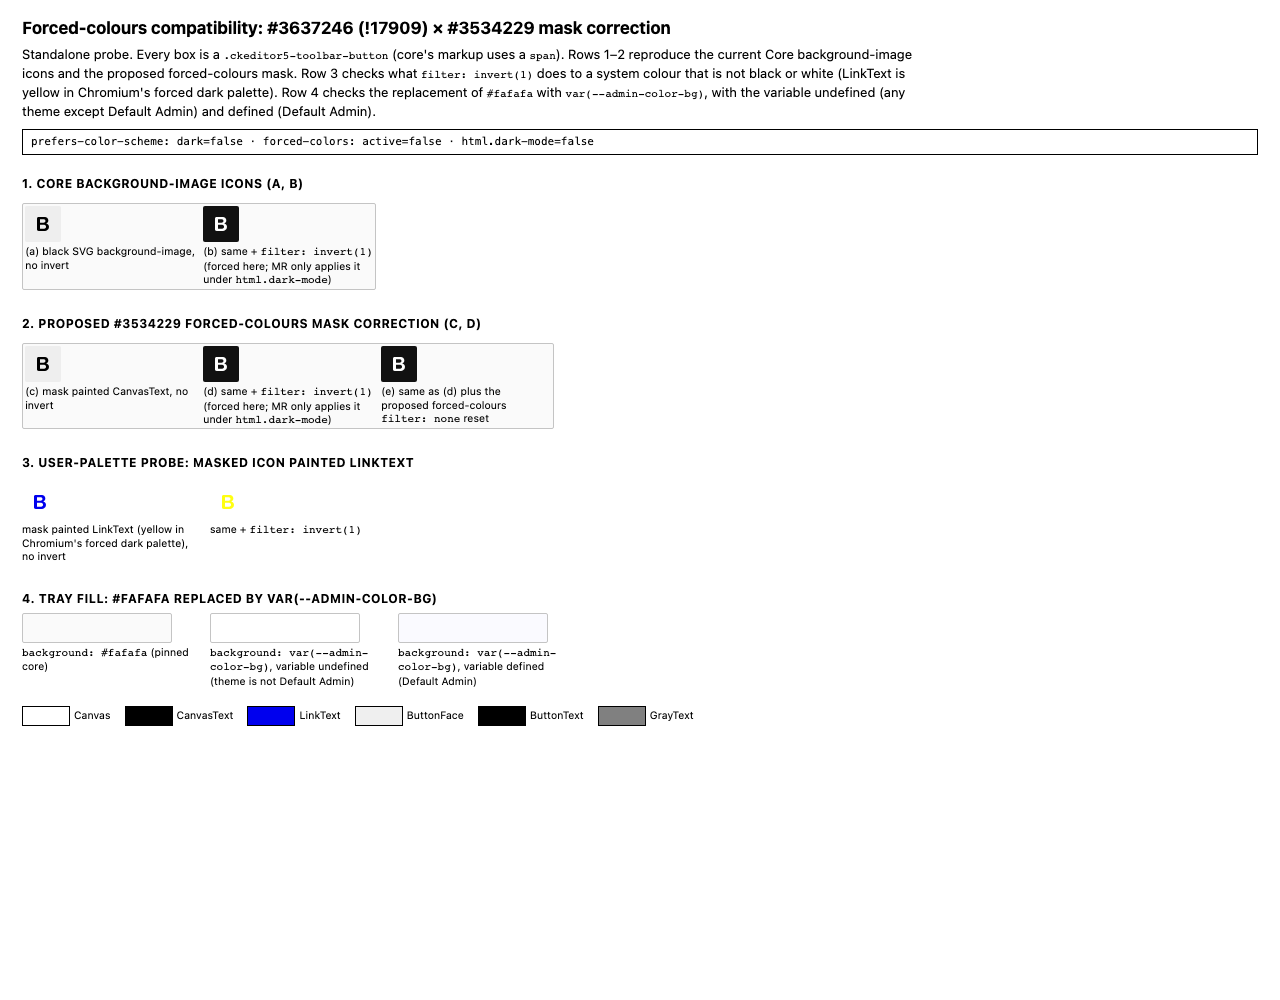 Forced-colours compatibility: #3637246 (!17909) × #3534229 mask correction
Standalone probe. Every box is a .ckeditor5-toolbar-button (core's markup uses a span). Rows 1–2 reproduce the current Core background-image
icons and the proposed forced-colours mask. Row 3 checks what filter: invert(1) does to a system colour that is not black or white (LinkText is
yellow in Chromium's forced dark palette). Row 4 checks the replacement of #fafafa with var(--admin-color-bg), with the variable undefined (any
theme except Default Admin) and defined (Default Admin).
prefers-color-scheme: dark=false · forced-colors: active=false · html.dark-mode=false
1. CORE BACKGROUND-IMAGE ICONS (A, B)
B
(a) black SVG background-image,
no invert
B
(b) same + filter: invert(1)
(forced here; MR only applies it
under html.dark-mode)
2. PROPOSED #3534229 FORCED-COLOURS MASK CORRECTION (C, D)
B
(c) mask painted CanvasText, no
invert
B
(d) same + filter: invert(1)
(forced here; MR only applies it
under html.dark-mode)
B
(e) same as (d) plus the
proposed forced-colours
filter: none reset
3. USER-PALETTE PROBE: MASKED ICON PAINTED LINKTEXT
B
mask painted LinkText (yellow in
Chromium's forced dark palette),
no invert
B
same + filter: invert(1)
4. TRAY FILL: #FAFAFA REPLACED BY VAR(--ADMIN-COLOR-BG)
background: #fafafa (pinned
core)
background: var(--admin-
color-bg), variable undefined
(theme is not Default Admin)
background: var(--admin-
color-bg), variable defined
(Default Admin)
Canvas
CanvasText
LinkText
ButtonFace
ButtonText
GrayText